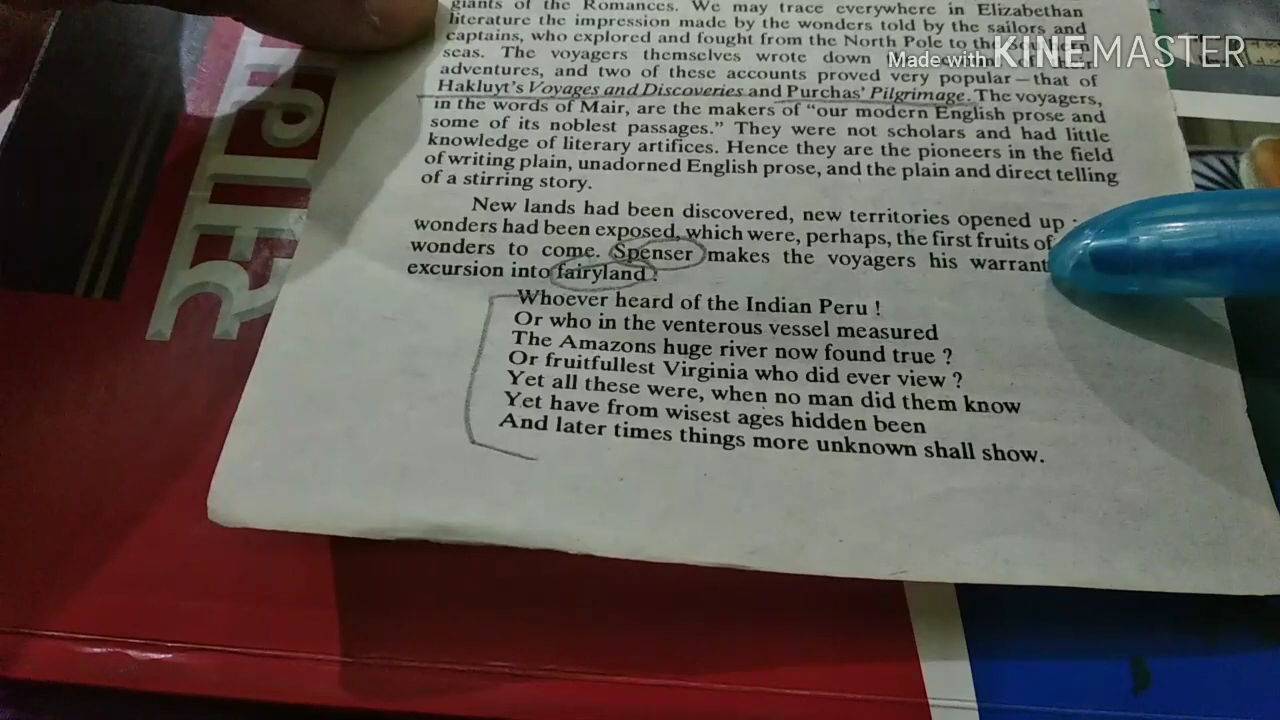 giants of the Romances. We may trace everywhere in Elizabethan
literature the impression made by the wonders told by the sailors and
captains, who explored and fought from the North Pole to the
seas. The voyagers themselves wrote down
adventures, and two of these accounts proved very popular — that of
Hakluyt's Voyages and Discoveries and Purchas' Pilgrimage. The voyagers,
in the words of Mair, are the makers of "our modern English prose and
some of its noblest passages." They were not scholars and had little
knowledge of literary artifices. Hence they are the pioneers in the field
of writing plain, unadorned English prose, and the plain and direct telling
of a stirring story.
New lands had been discovered, new territories opened up
wonders had been exposed, which were, perhaps, the first fruits of
wonders to come. Spenser makes the voyagers his warrant
excursion into fairyland :
Whoever heard of the Indian Peru !
Or who in the venterous vessel measured
The Amazons huge river now found true ?
Or fruitfullest Virginia who did ever view ?
Yet all these were, when no man did them know
Yet have from wisest ages hidden been
And later times things more unknown shall show.
Made with KINEMASTER